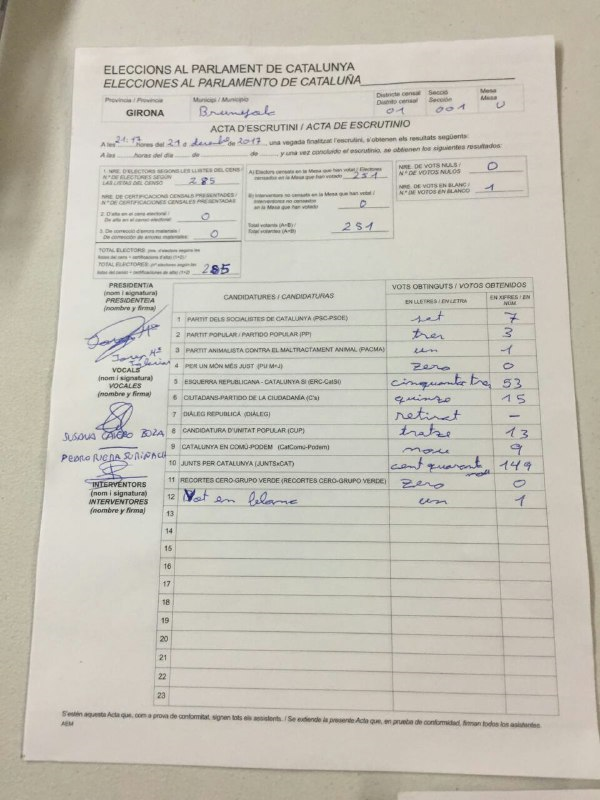 ELECCIONS AL PARLAMENT DE CATALUNYA
ELECCIONES AL PARLAMENTO DE CATALUÑA
Província / Provincia
GIRONA
Municipi / Municipio
Brunyola
Districte censal
Distrito censal
01
Secció
Sección
001
Mesa
Mesa
U
ACTA D'ESCRUTINI / ACTA DE ESCRUTINIO
A les 21:17 hores del 21 de desembre de 2017, una vegada finalitzat l'escrutini, s'obtenen els resultats següents:
A las ...... horas del día ...... de ............ de ......, y una vez concluido el escrutinio, se obtienen los siguientes resultados:
1. NRE. D'ELECTORS SEGONS LES LLISTES DEL CENS /
N.º DE ELECTORES SEGÚN
LAS LISTAS DEL CENSO 285
NRE. DE CERTIFICACIONS CENSALS PRESENTADES /
N.º DE CERTIFICACIONES CENSALES PRESENTADAS
2. D'alta en el cens electoral /
De alta en el censo electoral 0
3. De correcció d'errors materials /
De corrección de errores materiales 0
TOTAL ELECTORS: (nre. d'electors segons les
llistes del cens + certificacions d'alta) (1+2) /
TOTAL ELECTORES: (nº electores según las
listas del censo + certificaciones de alta) (1+2) 285
A) Electors censats en la Mesa que han votat / Electores
censados en la Mesa que han votado 251
B) Interventors no censats en la Mesa que han votat /
Interventores no censados
en la Mesa que han votado 0
Total votants (A+B) /
Total votantes (A+B) 251
NRE. DE VOTS NULS /
N.º DE VOTOS NULOS 0
NRE. DE VOTS EN BLANC /
N.º DE VOTOS EN BLANCO 1
PRESIDENT/A
(nom i signatura)
PRESIDENTE/A
(nombre y firma)
VOCALS
(nom i signatura)
VOCALES
(nombre y firma)
INTERVENTORS
(nom i signatura)
INTERVENTORES
(nombre y firma)
CANDIDATURES / CANDIDATURAS
VOTS OBTINGUTS / VOTOS OBTENIDOS
EN LLETRES / EN LETRA
EN XIFRES / EN NÚM.
1 PARTIT DELS SOCIALISTES DE CATALUNYA (PSC-PSOE) set 7
2 PARTIT POPULAR / PARTIDO POPULAR (PP) tres 3
3 PARTIT ANIMALISTA CONTRA EL MALTRACTAMENT ANIMAL (PACMA) un 1
4 PER UN MÓN MÉS JUST (PU M+J) zero 0
5 ESQUERRA REPUBLICANA - CATALUNYA SI (ERC-CatSI) cinquanta tres 53
6 CIUTADANS-PARTIDO DE LA CIUDADANÍA (C's) quinze 15
7 DIÀLEG REPUBLICÀ (DIÀLEG) retirat –
8 CANDIDATURA D'UNITAT POPULAR (CUP) tretze 13
9 CATALUNYA EN COMÚ-PODEM (CatComú-Podem) nou 9
10 JUNTS PER CATALUNYA (JUNTSxCAT) cent quaranta nou 149
11 RECORTES CERO-GRUPO VERDE (RECORTES CERO-GRUPO VERDE) zero 0
12 Vot en blanc un 1
13
14
15
16
17
18
19
20
21
22
23
S'estén aquesta Acta que, com a prova de conformitat, signen tots els assistents. / Se extiende la presente Acta que, en prueba de conformidad, firman todos los asistentes.